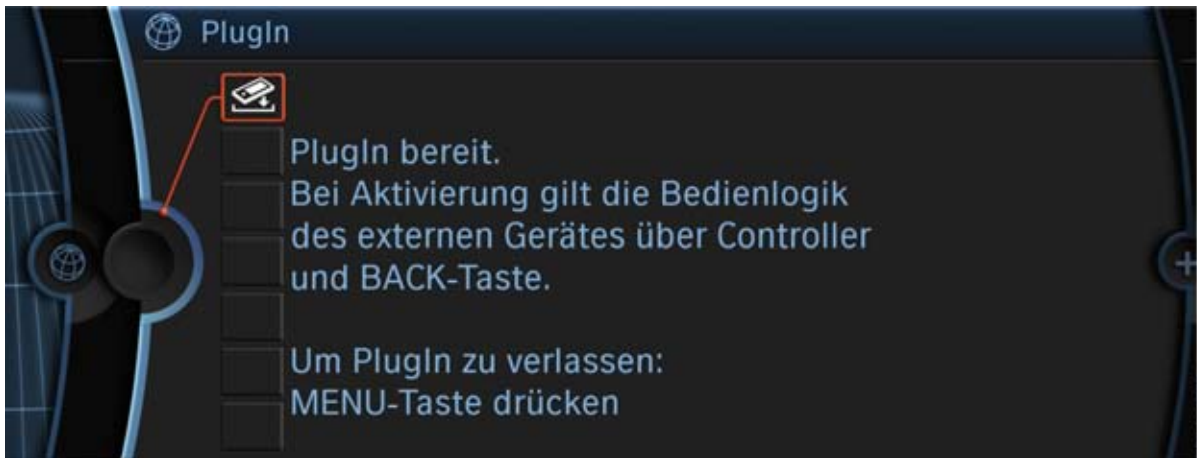 PlugIn
PlugIn bereit.
Bei Aktivierung gilt die Bedienlogik
des externen Gerätes über Controller
und BACK-Taste.
Um PlugIn zu verlassen:
MENU-Taste drücken